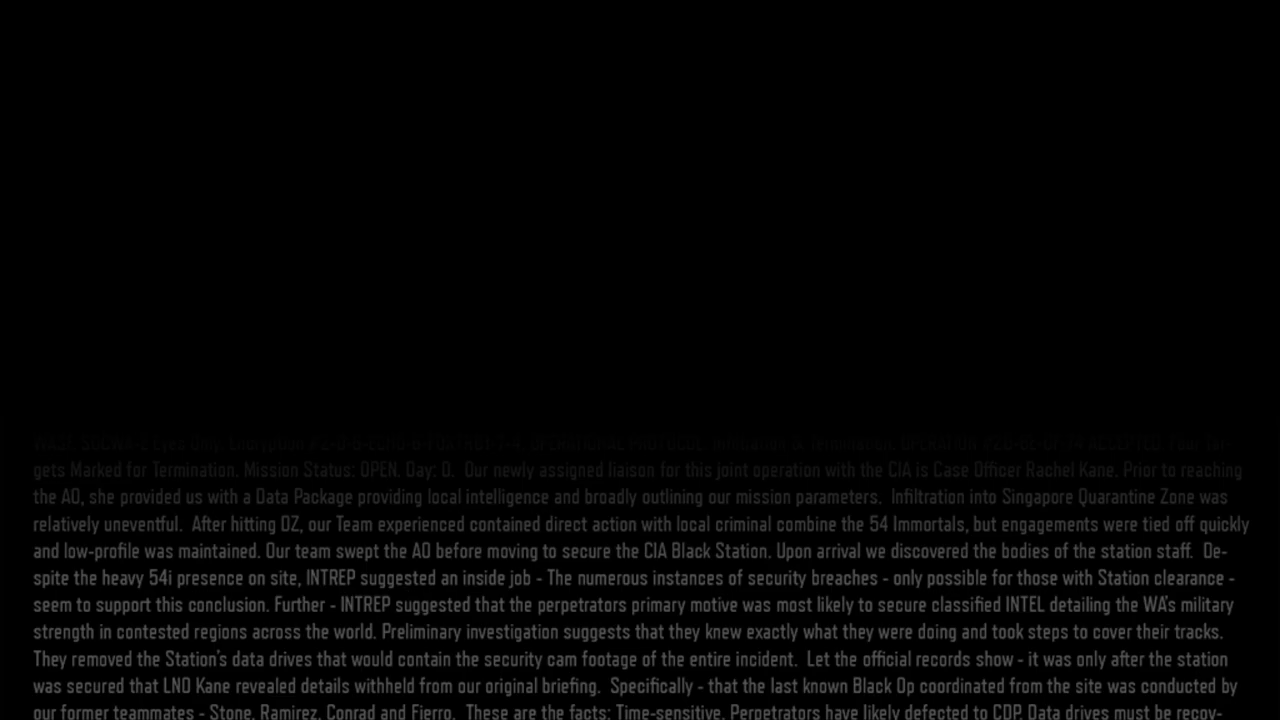 Eyes Only. Encryption OPERATIONAL PROTOCOL & Termination. OPERATION Four Tar-
gets Marked for Termination. Mission Status: OPEN. Day: 0. Our newly assigned liaison for this joint operation with the CIA is Case Officer Rachel Kane. Prior to reaching
the AO, she provided us with a Data Package providing local intelligence and broadly outlining our mission parameters. Infiltration into Singapore Quarantine Zone was
relatively uneventful. After hitting DZ, our Team experienced contained direct action with local criminal combine the 54 Immortals, but engagements were tied off quickly
and low-profile was maintained. Our team swept the AO before moving to secure the CIA Black Station. Upon arrival we discovered the bodies of the station staff. De-
spite the heavy 54i presence on site, INTREP suggested an inside job - The numerous instances of security breaches - only possible for those with Station clearance -
seem to support this conclusion. Further - INTREP suggested that the perpetrators primary motive was most likely to secure classified INTEL detailing the WA's military
strength in contested regions across the world. Preliminary investigation suggests that they knew exactly what they were doing and took steps to cover their tracks.
They removed the Station's data drives that would contain the security cam footage of the entire incident. Let the official records show - it was only after the station
was secured that LNO Kane revealed details withheld from our original briefing. Specifically - that the last known Black Op coordinated from the site was conducted by
our former teammates - Stone, Ramirez, Conrad and Fierro. These are the facts: Time-sensitive. Perpetrators have likely defected to CDP. Data drives must be recov-